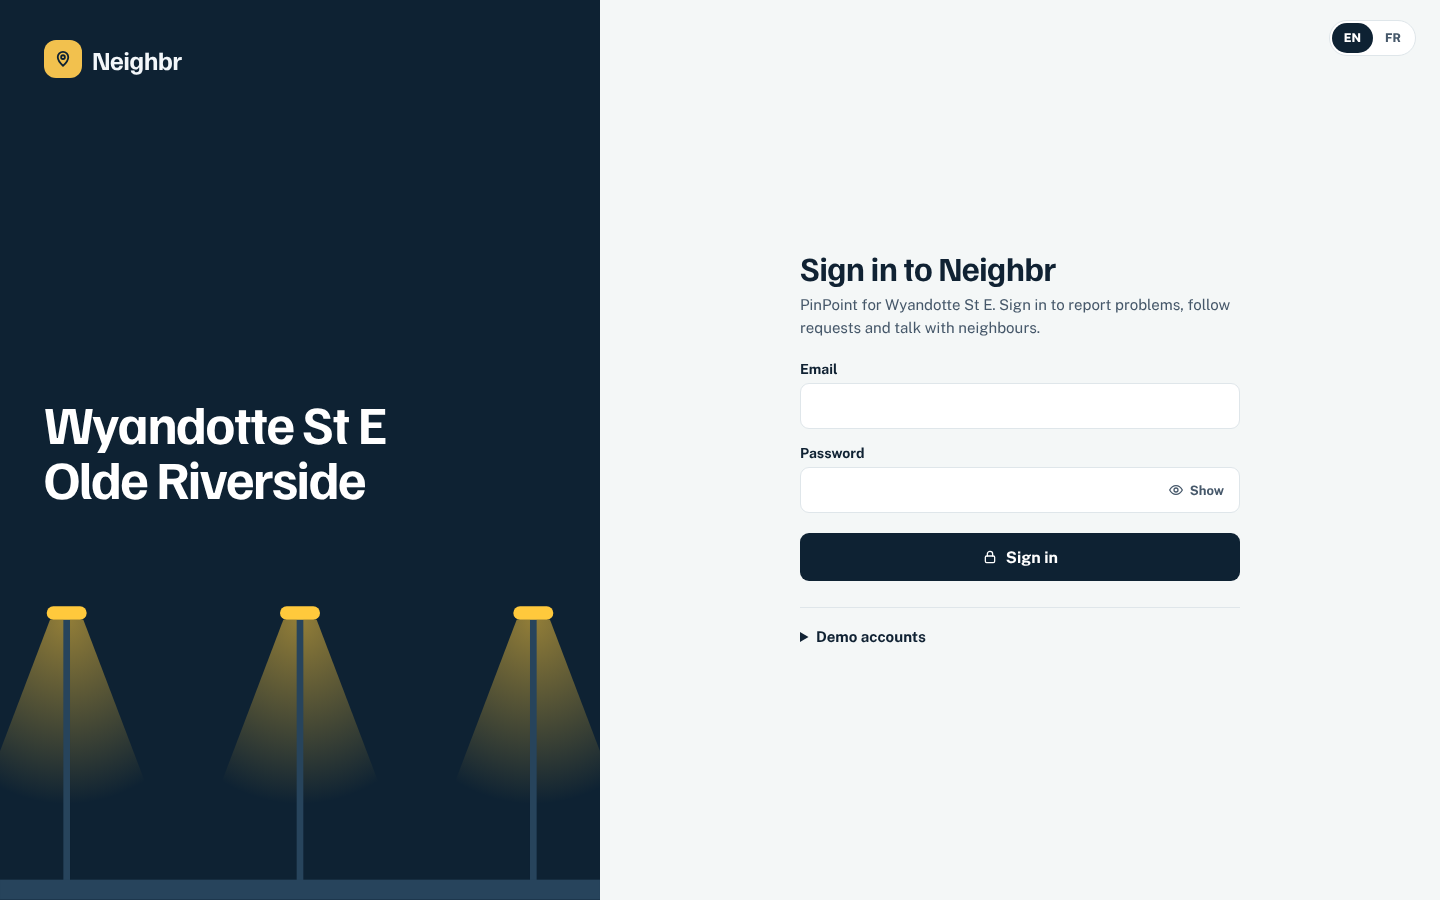 Neighbr
Wyandotte St E
Olde Riverside
EN FR
Sign in to Neighbr
PinPoint for Wyandotte St E. Sign in to report problems, follow
requests and talk with neighbours.
Email
Password
Show
Sign in
Demo accounts